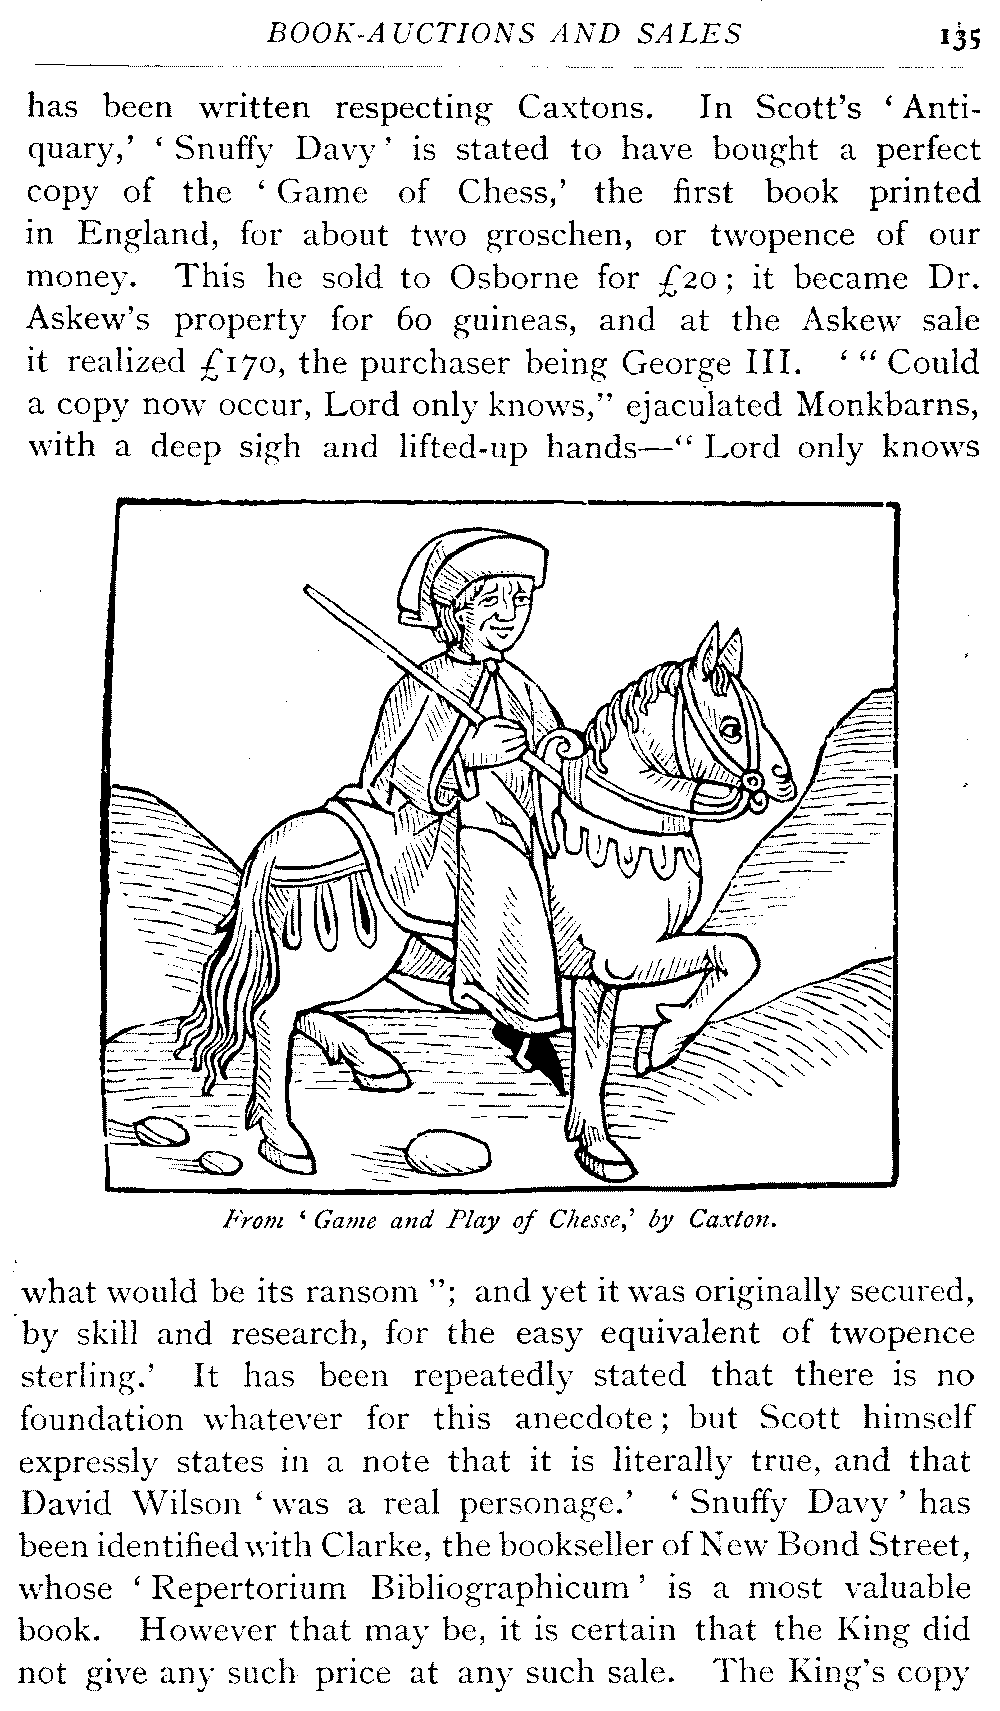 BOOK-AUCTIONS AND SALES 135
has been written respecting Caxtons. In Scott's ‘Anti-
quary,’ ‘Snuffy Davy’ is stated to have bought a perfect
copy of the ‘Game of Chess,’ the first book printed
in England, for about two groschen, or twopence of our
money. This he sold to Osborne for £20; it became Dr.
Askew's property for 60 guineas, and at the Askew sale
it realized £170, the purchaser being George III. ‘“Could
a copy now occur, Lord only knows,” ejaculated Monkbarns,
with a deep sigh and lifted-up hands—“Lord only knows
From ‘Game and Play of Chesse,’ by Caxton.
what would be its ransom”; and yet it was originally secured,
by skill and research, for the easy equivalent of twopence
sterling.’ It has been repeatedly stated that there is no
foundation whatever for this anecdote; but Scott himself
expressly states in a note that it is literally true, and that
David Wilson ‘was a real personage.’ ‘Snuffy Davy’ has
been identified with Clarke, the bookseller of New Bond Street,
whose ‘Repertorium Bibliographicum’ is a most valuable
book. However that may be, it is certain that the King did
not give any such price at any such sale. The King's copy